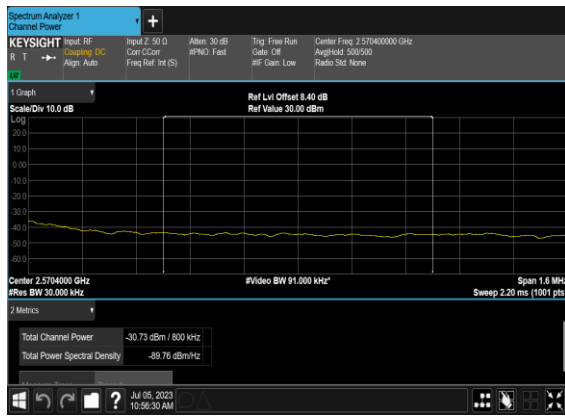 Spectrum Analyzer 1
Channel Power
+
KEYSIGHT
R T
Input: RF
Coupling: DC
Align: Auto
Input Z: 50 Ω
Corr CCorr
Freq Ref: Int (S)
Atten: 30 dB
#PNO: Fast
Trig: Free Run
Gate: Off
#IF Gain: Low
Center Freq: 2.570400000 GHz
Avg|Hold: 500/500
Radio Std: None
1 Graph
Scale/Div 10.0 dB
Ref Lvl Offset 8.40 dB
Ref Value 30.00 dBm
Log
20.0
10.0
0.00
-10.0
-20.0
-30.0
-40.0
-50.0
-60.0
Center 2.5704000 GHz
#Video BW 91.000 kHz*
Span 1.6 MHz
#Res BW 30.000 kHz
Sweep 2.20 ms (1001 pts
2 Metrics
Total Channel Power -30.73 dBm / 800 kHz
Total Power Spectral Density -89.76 dBm/Hz
?
Jul 05, 2023
10:56:30 AM